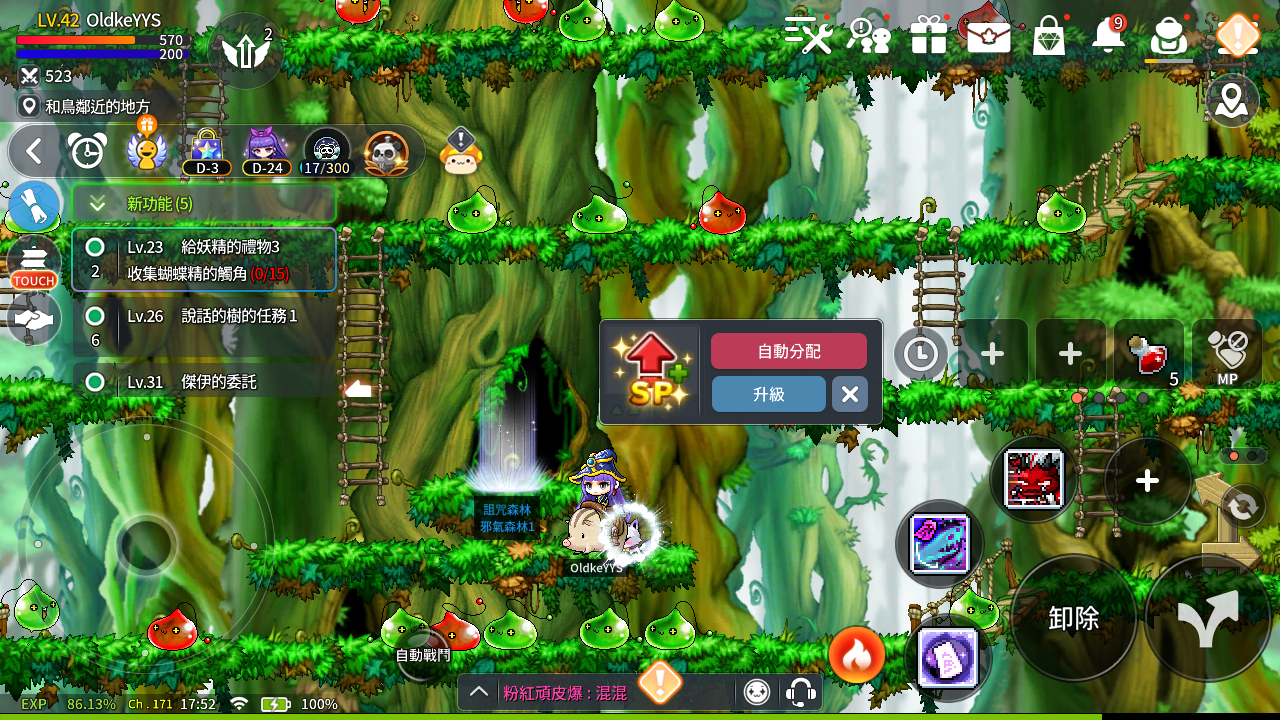 LV.42 OldkeYYS
570
200
2
523
和鳥鄰近的地方
9
D-3
D-24
17/300
新功能 (5)
Lv.23 給妖精的禮物3
2 收集蝴蝶精的觸角 (0/15)
TOUCH
Lv.26 說話的樹的任務 1
6
Lv.31 傑伊的委託
SP
自動分配
升級
5
MP
詛咒森林
邪氣森林1
OldkeYYS
卸除
自動戰鬥
粉紅頑皮爆 : 混混
EXP 86.13% Ch . 171 17:52 100%